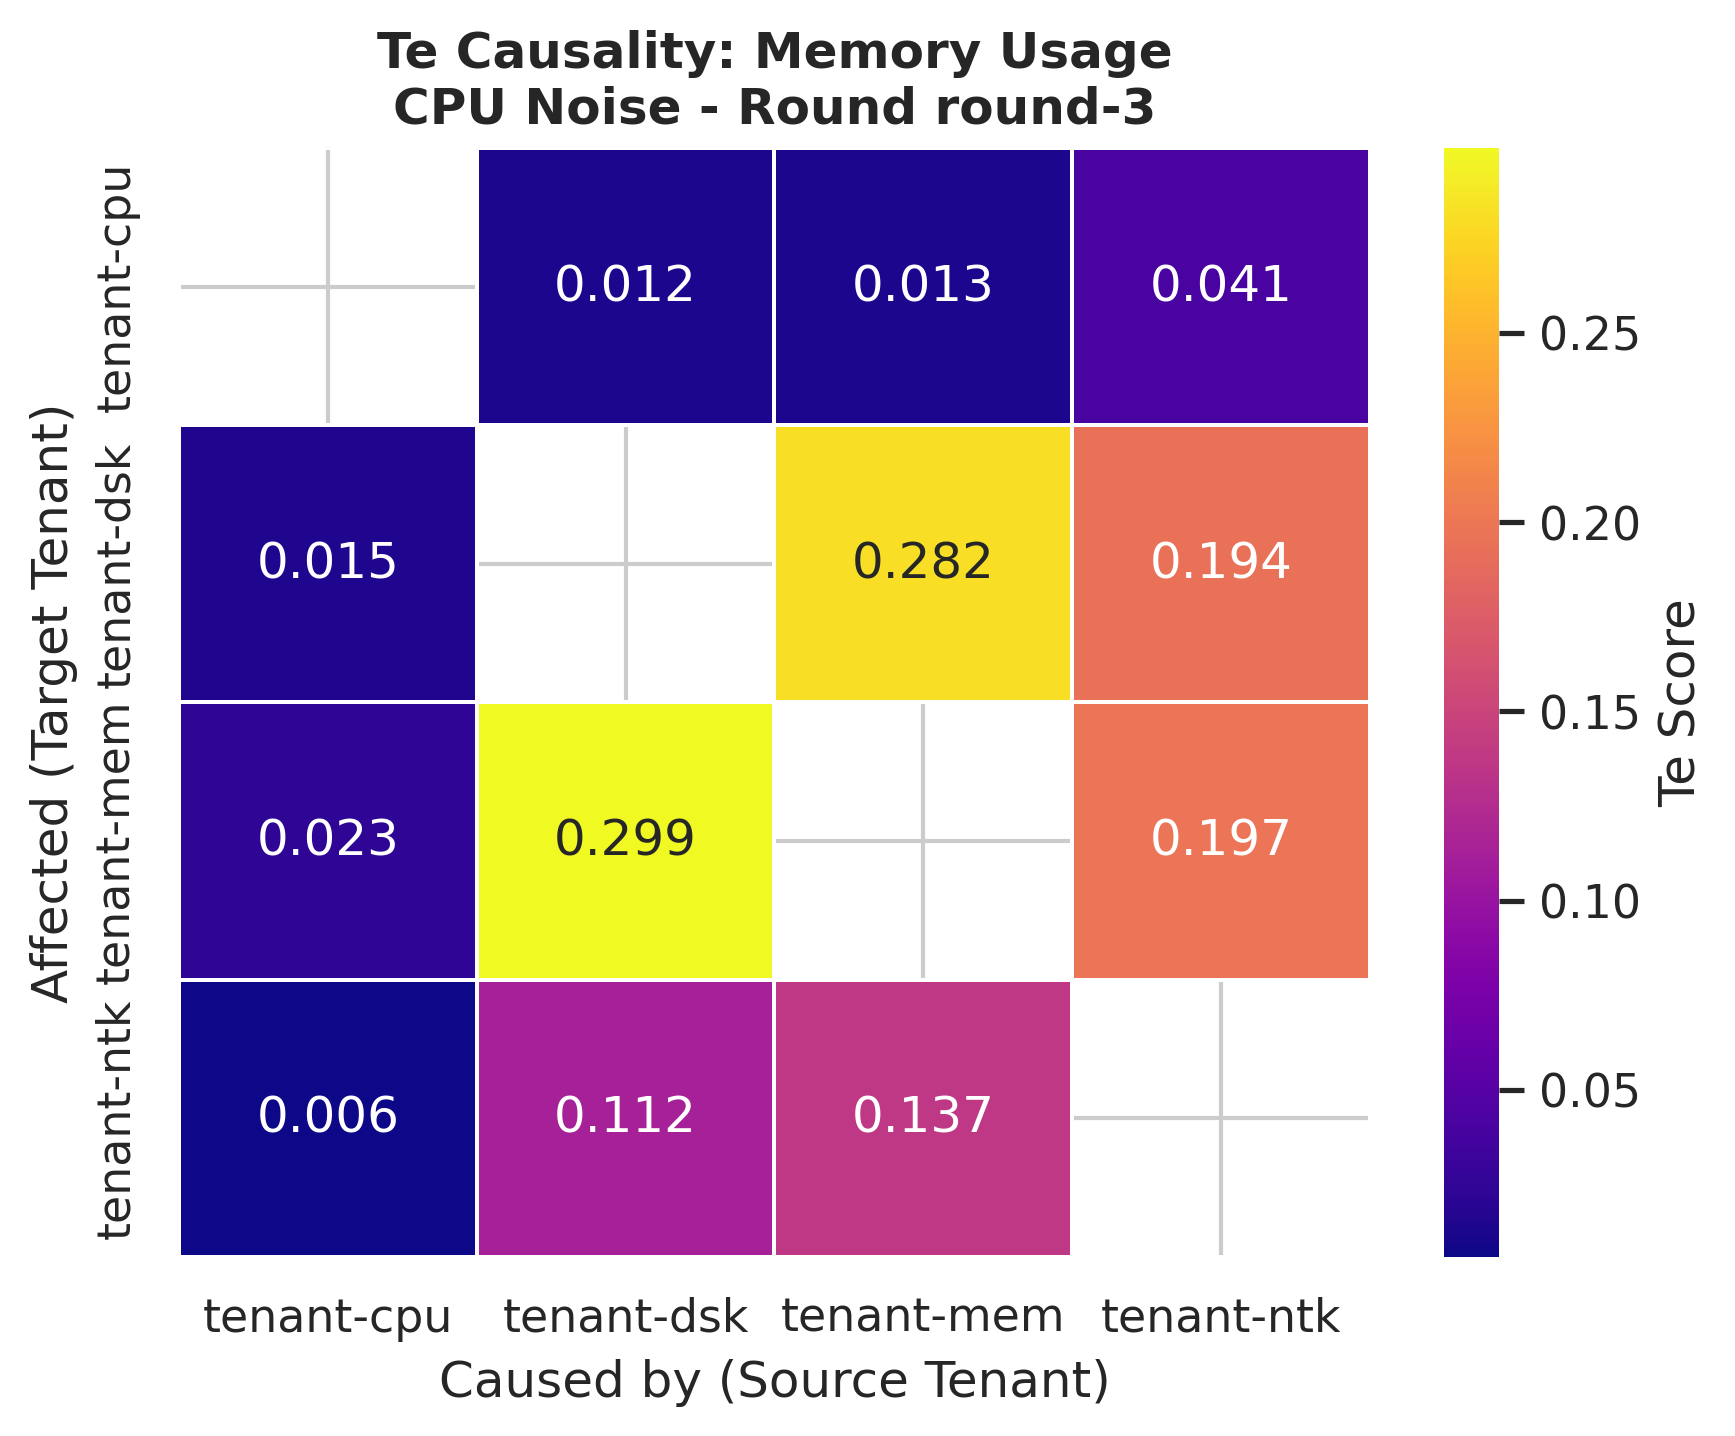 Te Causality: Memory Usage
CPU Noise - Round round-3
Affected (Target Tenant)
tenant-cpu
0.012
0.013
0.041
tenant-dsk
0.015
0.282
0.194
tenant-mem
0.023
0.299
0.197
tenant-ntk
0.006
0.112
0.137
tenant-cpu
tenant-dsk
tenant-mem
tenant-ntk
Caused by (Source Tenant)
0.25
0.20
0.15
0.10
0.05
Te Score